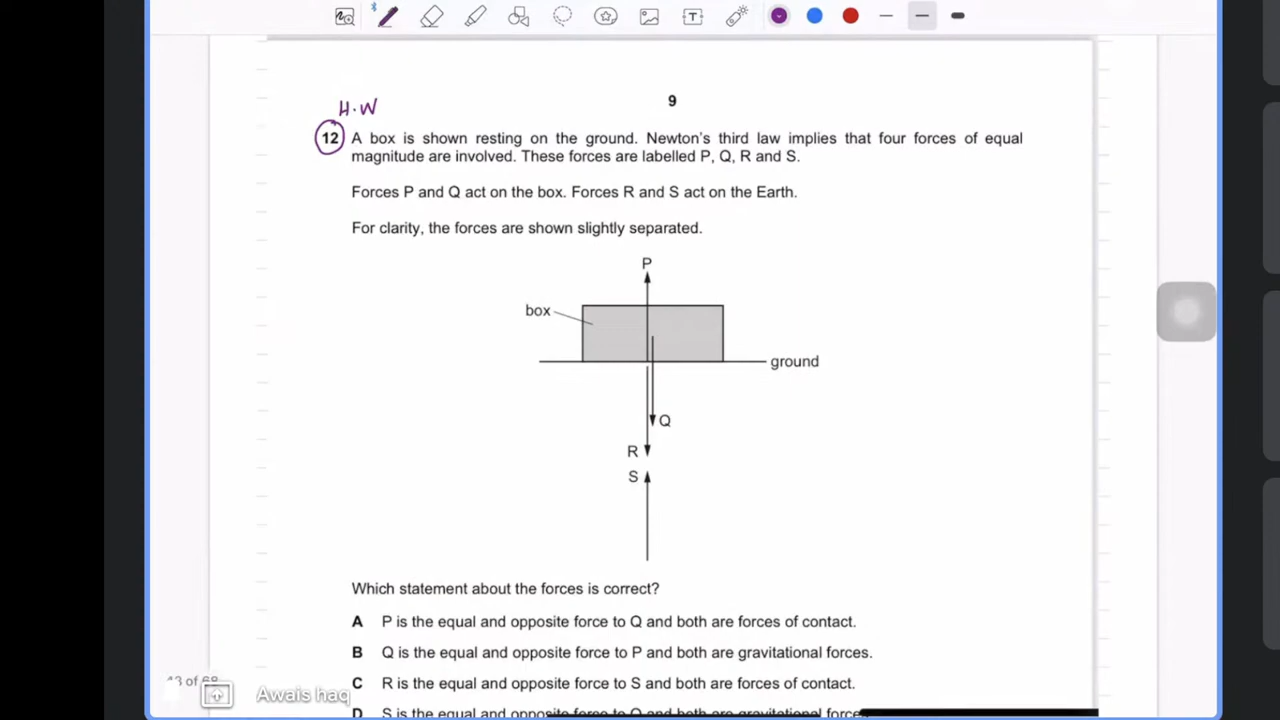 T
9
H.W
12 A box is shown resting on the ground. Newton's third law implies that four forces of equal
magnitude are involved. These forces are labelled P, Q, R and S.
Forces P and Q act on the box. Forces R and S act on the Earth.
For clarity, the forces are shown slightly separated.
P
box
ground
Q
R
S
Which statement about the forces is correct?
A P is the equal and opposite force to Q and both are forces of contact.
B Q is the equal and opposite force to P and both are gravitational forces.
C R is the equal and opposite force to S and both are forces of contact.
D S is the equal and opposite force to Q and both are gravitational force
43 of 68
Awais haq